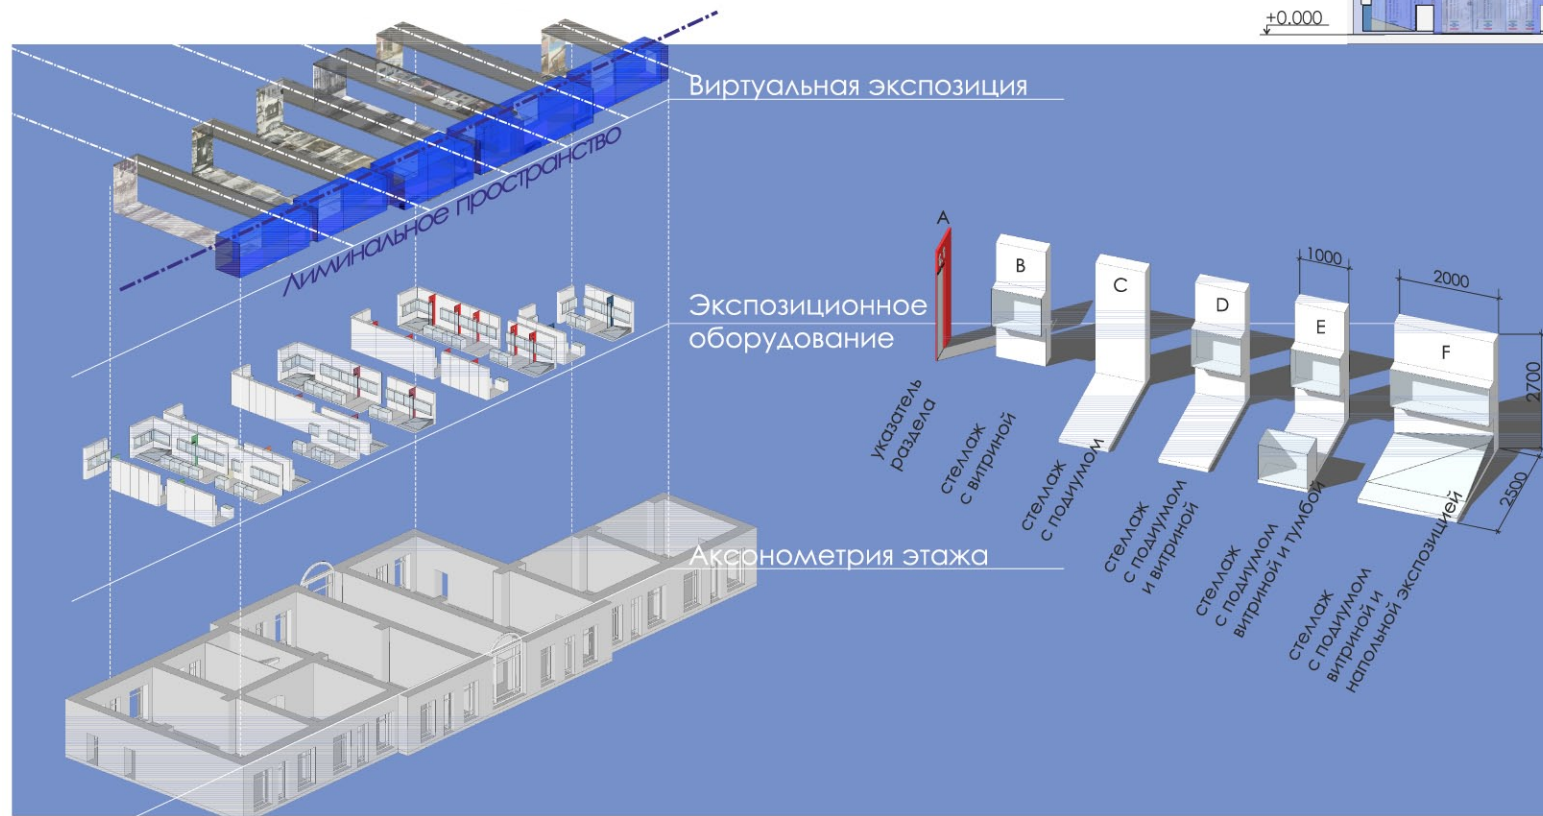 +0.000
Виртуальная экспозиция
Лиминальное пространство
Экспозиционное
оборудование
Аксонометрия этажа
A
B
C
D
E
F
1000
2000
2700
2500
указатель
раздела
стеллаж
с витриной
стеллаж
с подиумом
стеллаж
с подиумом
и витриной
стеллаж
с подиумом
витриной и тумбой
стеллаж
с подиумом
витриной и
напольной экспозицией